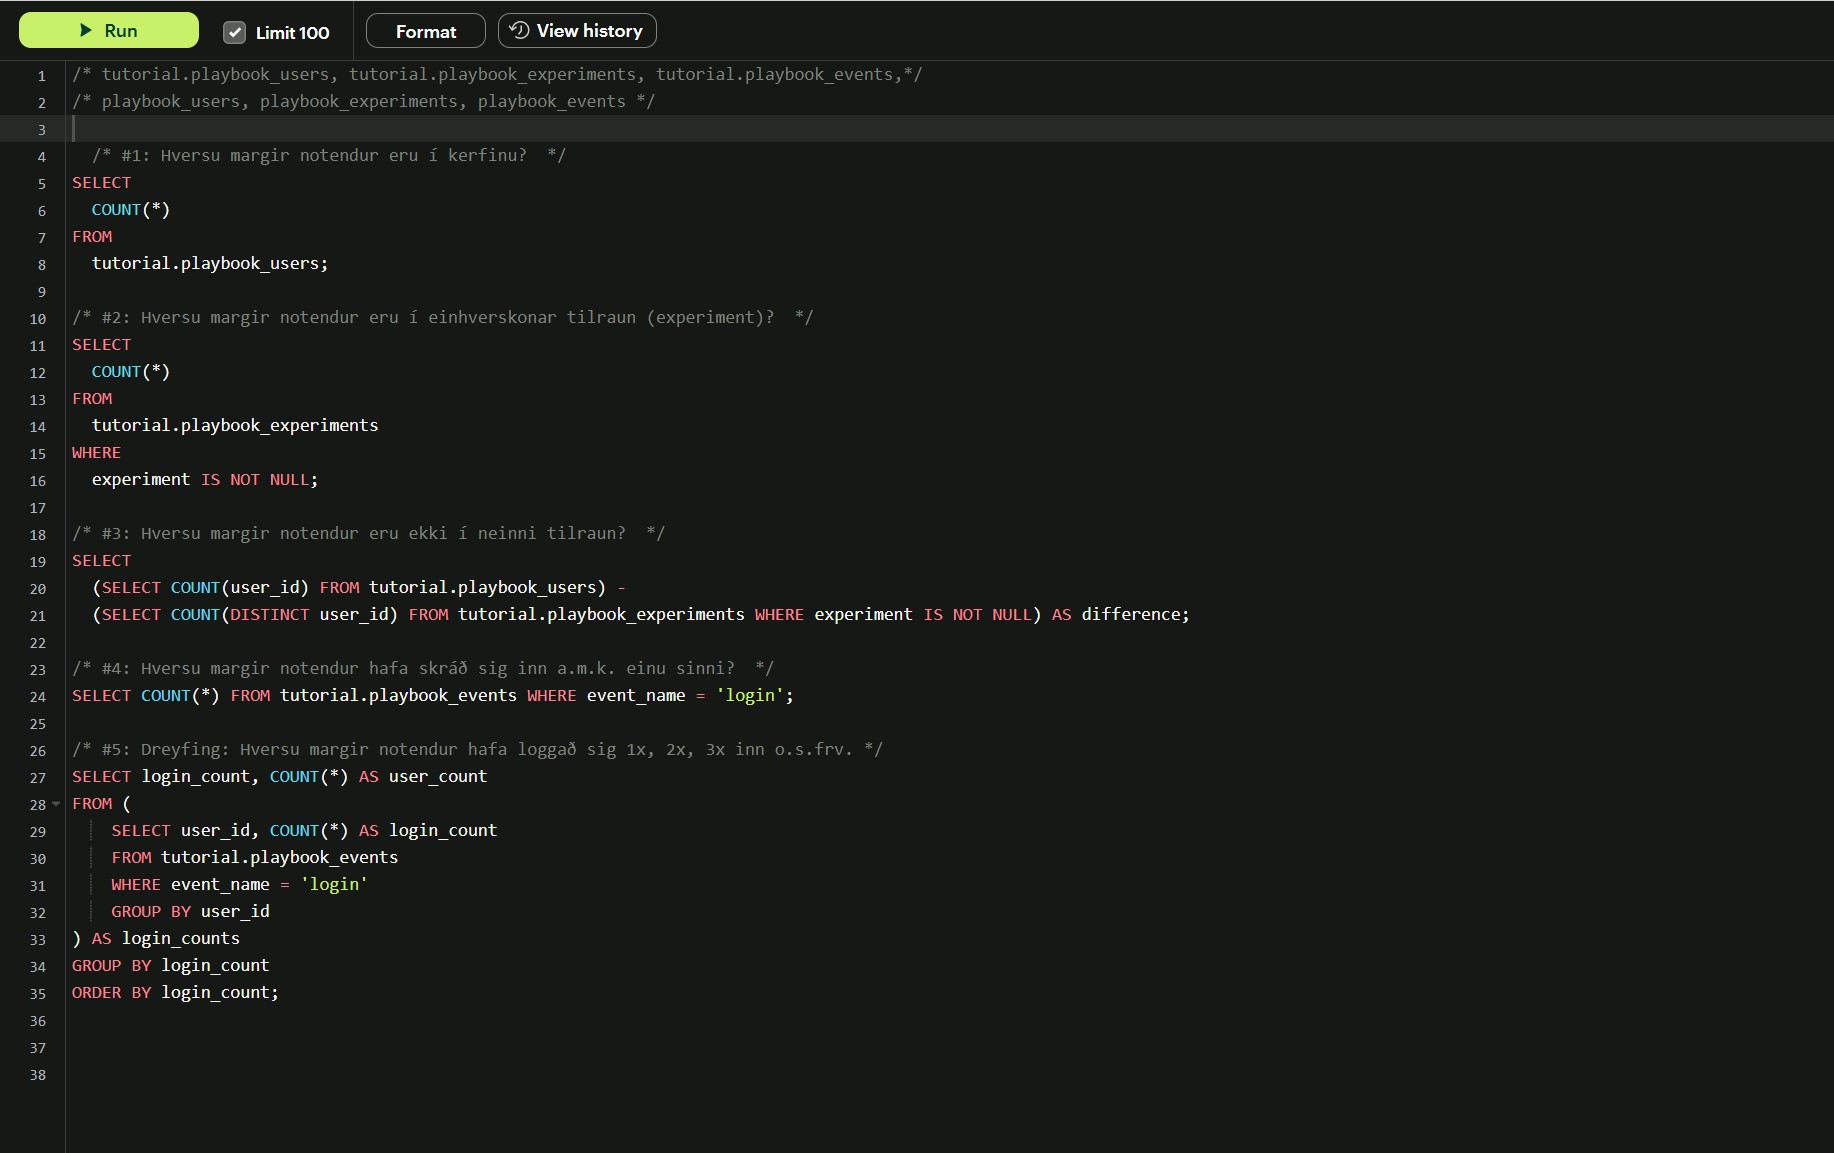 Run Limit 100 Format View history
1 /* tutorial.playbook_users, tutorial.playbook_experiments, tutorial.playbook_events,*/
2 /* playbook_users, playbook_experiments, playbook_events */
3
4 /* #1: Hversu margir notendur eru í kerfinu?  */
5 SELECT
6   COUNT(*)
7 FROM
8   tutorial.playbook_users;
9
10 /* #2: Hversu margir notendur eru í einhverskonar tilraun (experiment)?  */
11 SELECT
12   COUNT(*)
13 FROM
14   tutorial.playbook_experiments
15 WHERE
16   experiment IS NOT NULL;
17
18 /* #3: Hversu margir notendur eru ekki í neinni tilraun?  */
19 SELECT
20   (SELECT COUNT(user_id) FROM tutorial.playbook_users) -
21   (SELECT COUNT(DISTINCT user_id) FROM tutorial.playbook_experiments WHERE experiment IS NOT NULL) AS difference;
22
23 /* #4: Hversu margir notendur hafa skráð sig inn a.m.k. einu sinni?  */
24 SELECT COUNT(*) FROM tutorial.playbook_events WHERE event_name = 'login';
25
26 /* #5: Dreyfing: Hversu margir notendur hafa loggað sig 1x, 2x, 3x inn o.s.frv. */
27 SELECT login_count, COUNT(*) AS user_count
28 FROM (
29     SELECT user_id, COUNT(*) AS login_count
30     FROM tutorial.playbook_events
31     WHERE event_name = 'login'
32     GROUP BY user_id
33 ) AS login_counts
34 GROUP BY login_count
35 ORDER BY login_count;
36
37
38